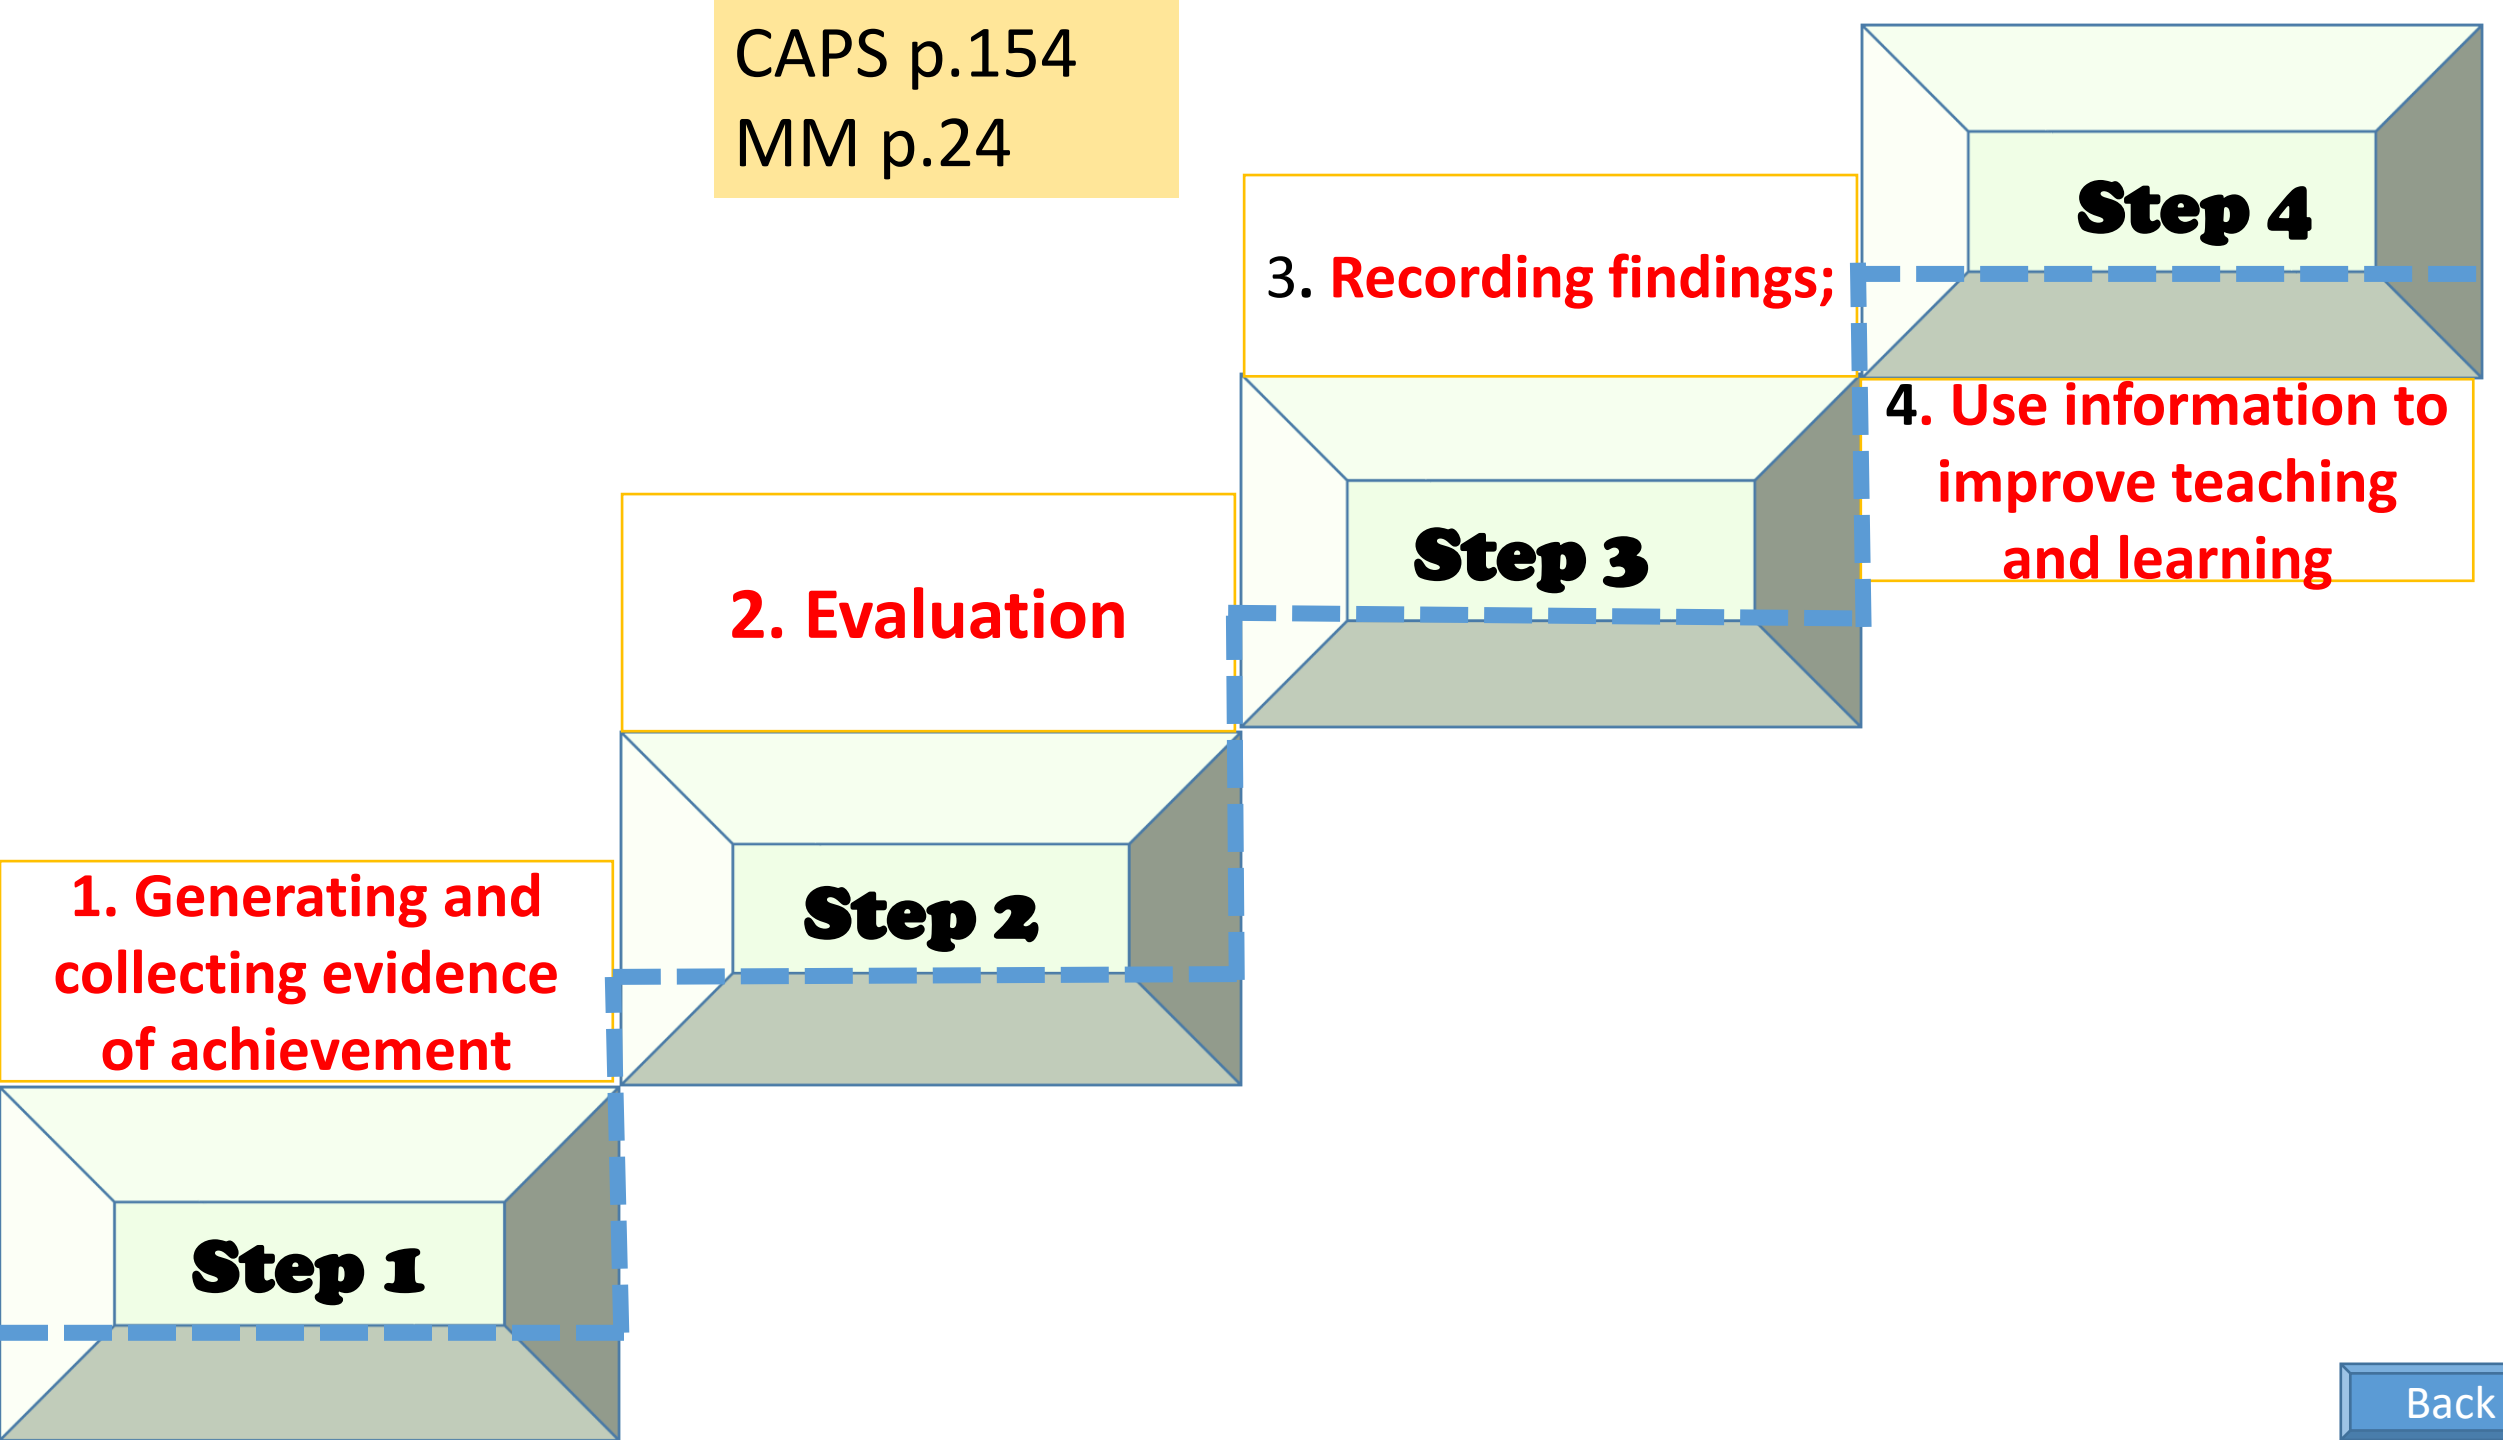 CAPS p.154
MM p.24
Step 4
3. Recording findings;
4. Use information to
improve teaching
and learning
Step 3
2. Evaluation
Step 2
1. Generating and
collecting evidence
of achievement
Step 1
Back